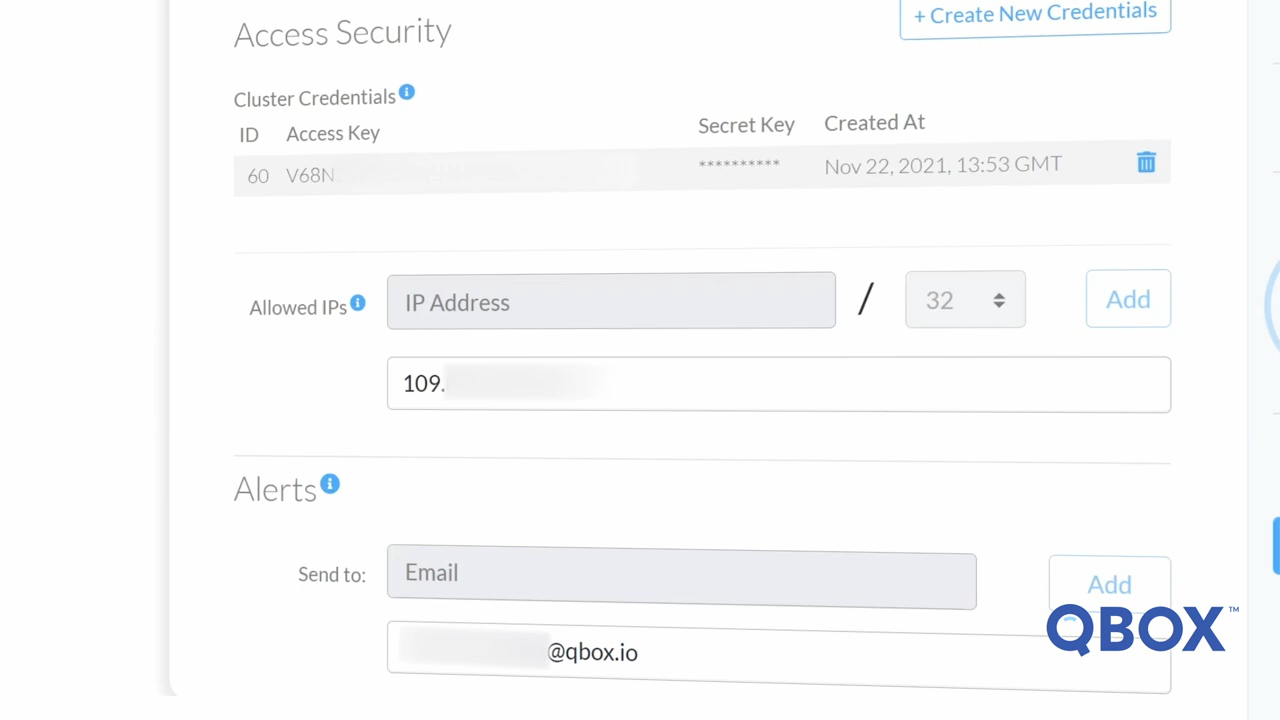 + Create New Credentials
Access Security
Cluster Credentials
ID Access Key Secret Key Created At
60 V68N ********** Nov 22, 2021, 13:53 GMT
Allowed IPs IP Address / 32 Add
109.
Alerts
Send to: Email Add
@qbox.io
QBOX™